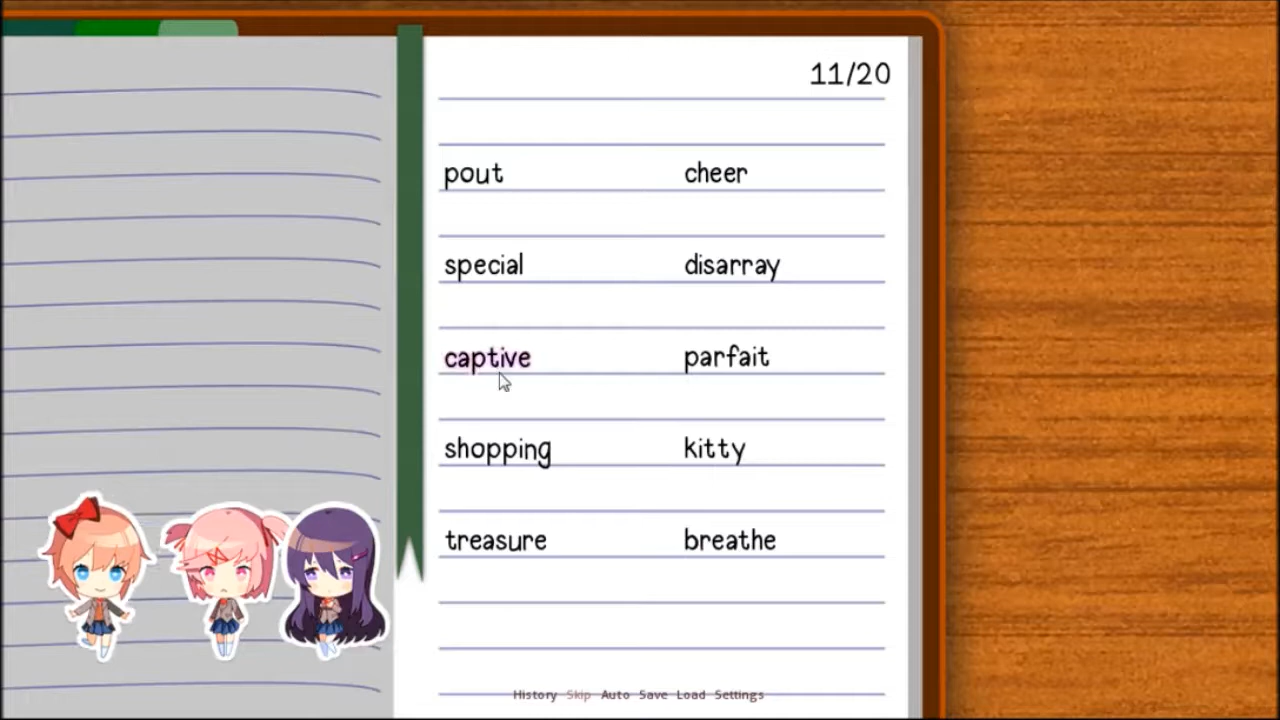 11/20
pout cheer
special disarray
captive parfait
shopping kitty
treasure breathe
History Skip Auto Save Load Settings